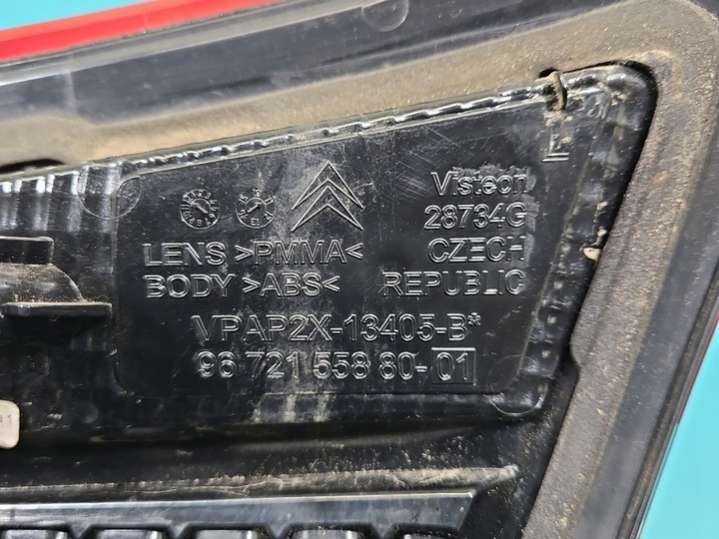 L
Visteon
28734G
LENS >PMMA< CZECH
BODY >ABS< REPUBLIC
VPAP2X-13405-B*
96 721 558 80-01